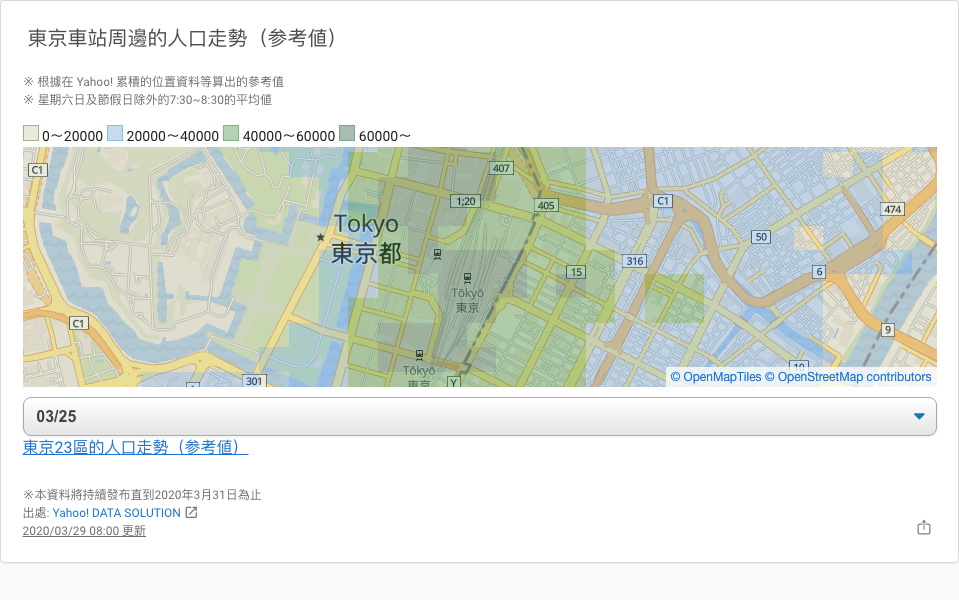 東京車站周邊的人口走勢（参考值）
※ 根據在 Yahoo! 累積的位置資料等算出的參考值
※ 星期六日及節假日除外的7:30~8:30的平均値
0～20000 20000～40000 40000～60000 60000～
C1
407
1;20
405
C1
474
Tokyo
東京都
50
316
15
6
Tōkyō
東京
C1
9
Tōkyō
301
Y
© OpenMapTiles © OpenStreetMap contributors
03/25
東京23區的人口走勢（参考值）
※本資料將持續發布直到2020年3月31日為止
出處: Yahoo! DATA SOLUTION
2020/03/29 08:00 更新